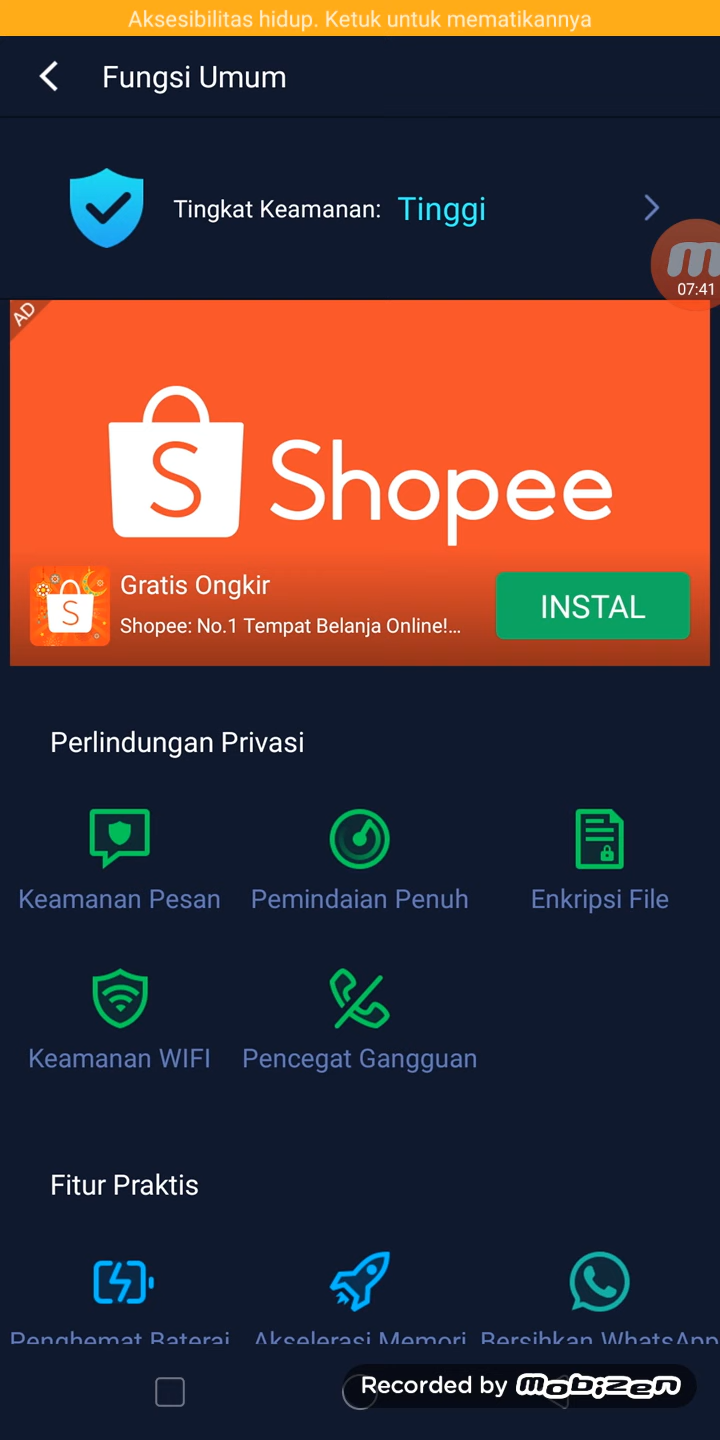 Aksesibilitas hidup. Ketuk untuk mematikannya
Fungsi Umum
Tingkat Keamanan: Tinggi
07:41
AD
S Shopee
S
Gratis Ongkir
Shopee: No.1 Tempat Belanja Online!...
INSTAL
Perlindungan Privasi
Keamanan Pesan Pemindaian Penuh Enkripsi File
Keamanan WIFI Pencegat Gangguan
Fitur Praktis
Penghemat Baterai Akselerasi Memori Bersihkan WhatsApp
Recorded by mobizen